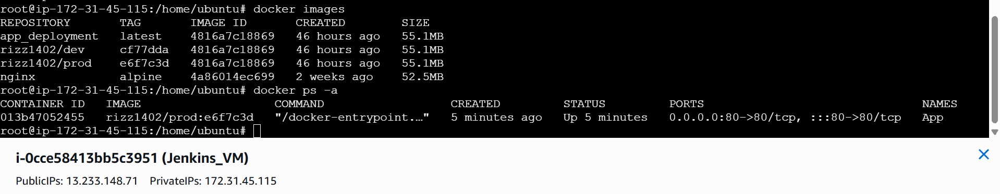 root@ip-172-31-45-115:/home/ubuntu# docker images
REPOSITORY TAG IMAGE ID CREATED SIZE
app_deployment latest 4816a7c18869 46 hours ago 55.1MB
rizz1402/dev cf77dda 4816a7c18869 46 hours ago 55.1MB
rizz1402/prod e6f7c3d 4816a7c18869 46 hours ago 55.1MB
nginx alpine 4a86014ec699 2 weeks ago 52.5MB
root@ip-172-31-45-115:/home/ubuntu# docker ps -a
CONTAINER ID IMAGE COMMAND CREATED STATUS PORTS NAMES
013b47052455 rizz1402/prod:e6f7c3d "/docker-entrypoint.…" 5 minutes ago Up 5 minutes 0.0.0.0:80->80/tcp, :::80->80/tcp App
root@ip-172-31-45-115:/home/ubuntu#
i-0cce58413bb5c3951 (Jenkins_VM)
PublicIPs: 13.233.148.71 PrivateIPs: 172.31.45.115